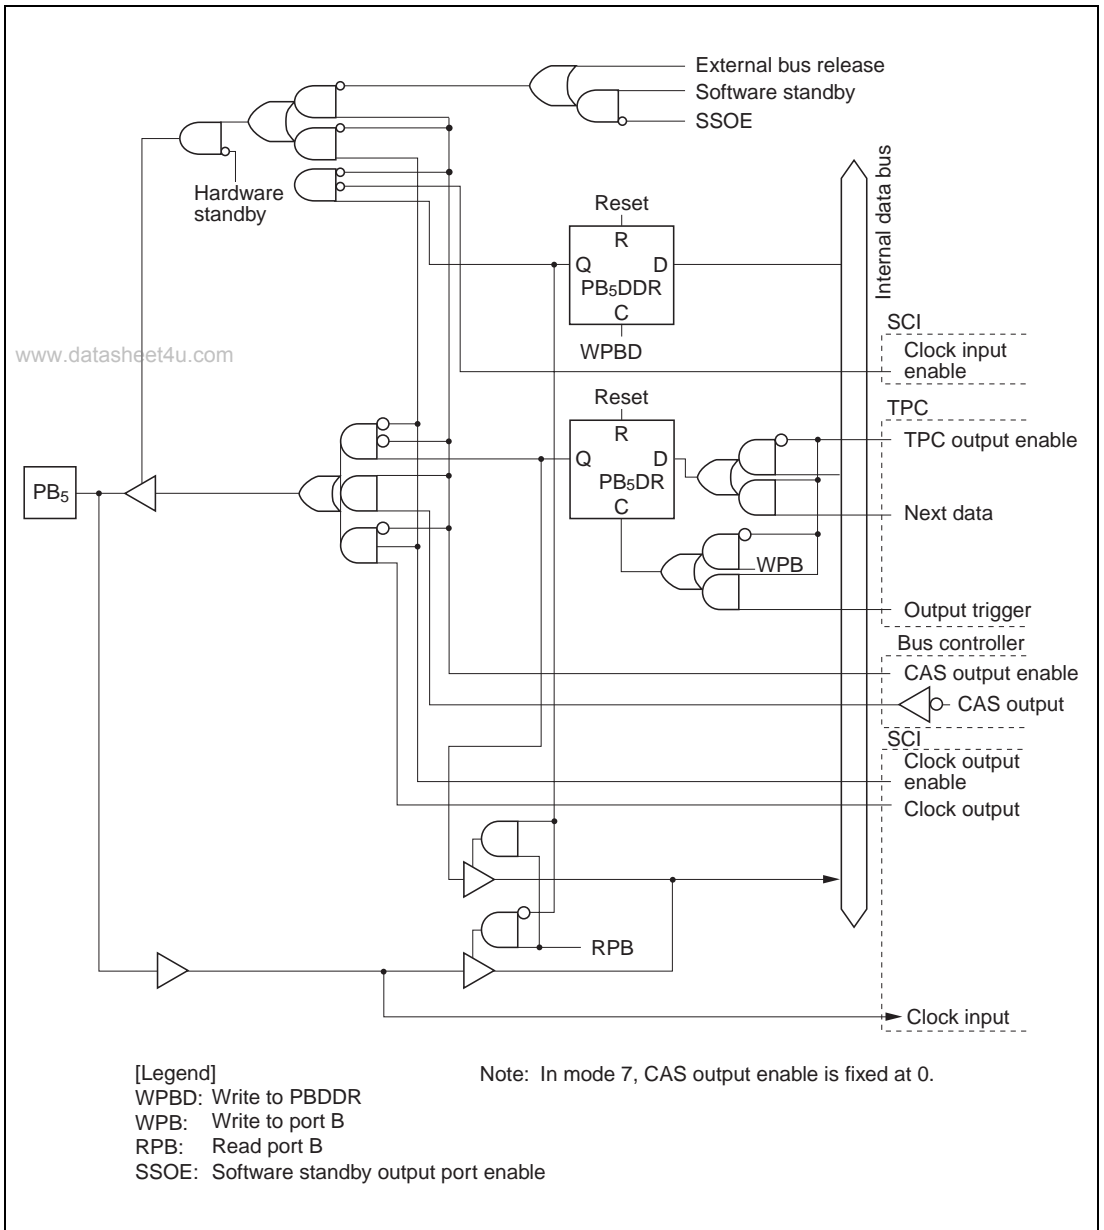 External bus release
Software standby
SSOE
Hardware
standby
Internal data bus
Reset
R
Q D
PB₅DDR
C
WPBD
SCI
Clock input
enable
www.datasheet4u.com
Reset
R
Q D
PB₅DR
C
TPC
TPC output enable
Next data
WPB
Output trigger
PB₅
Bus controller
CAS output enable
CAS output
SCI
Clock output
enable
Clock output
RPB
Clock input
[Legend]
WPBD: Write to PBDDR
WPB: Write to port B
RPB: Read port B
SSOE: Software standby output port enable
Note: In mode 7, CAS output enable is fixed at 0.